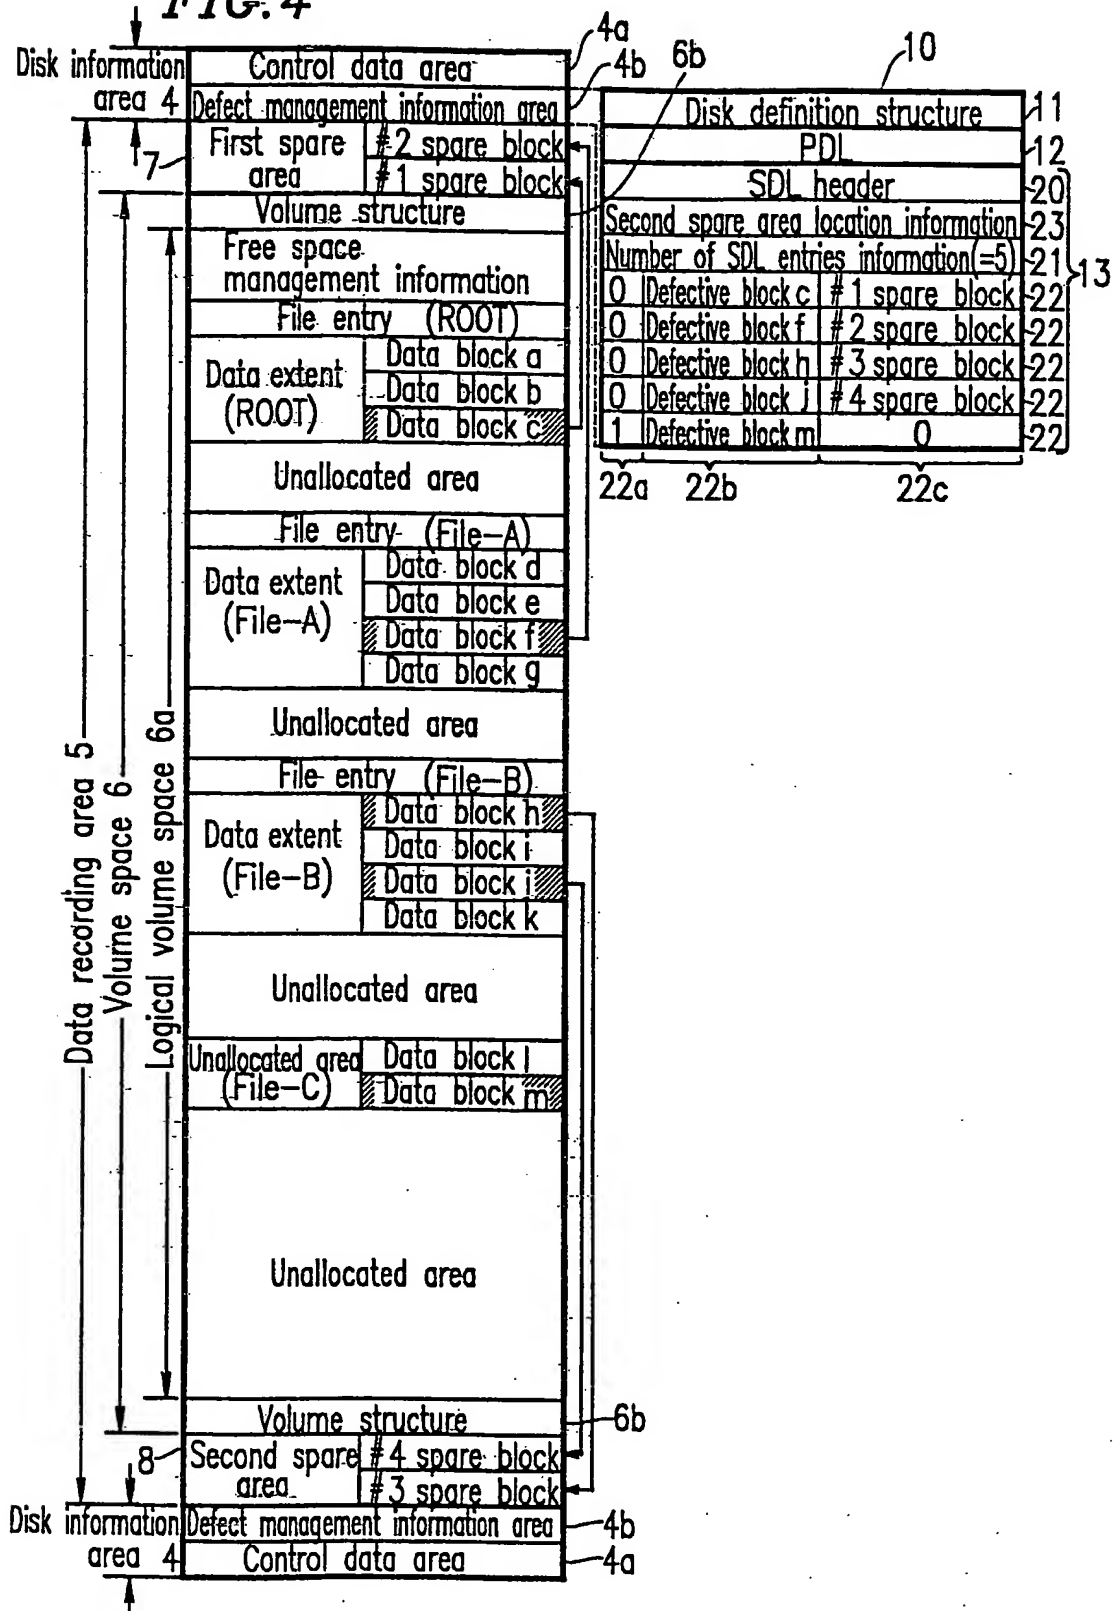 FIG. 4
Disk information area 4
Control data area
4a
Defect management information area
4b
6b
10
7
First spare area
#2 spare block
#1 spare block
Volume structure
Free space management information
File entry (ROOT)
Data extent (ROOT)
Data block a
Data block b
Data block c
Unallocated area
File entry (File-A)
Data extent (File-A)
Data block d
Data block e
Data block f
Data block g
Unallocated area
File entry (File-B)
Data extent (File-B)
Data block h
Data block i
Data block j
Data block k
Unallocated area
Unallocated area (File-C)
Data block l
Data block m
Unallocated area
Volume structure
6b
8
Second spare area
#4 spare block
#3 spare block
Disk information area 4
Defect management information area
4b
Control data area
4a
Data recording area 5
Volume space 6
Logical volume space 6a
Disk definition structure 11
PDL 12
SDL header 20
Second spare area location information 23
Number of SDL entries information(=5) 21
13
0 Defective block c #1 spare block 22
0 Defective block f #2 spare block 22
0 Defective block h #3 spare block 22
0 Defective block j #4 spare block 22
1 Defective block m 0 22
22a 22b 22c